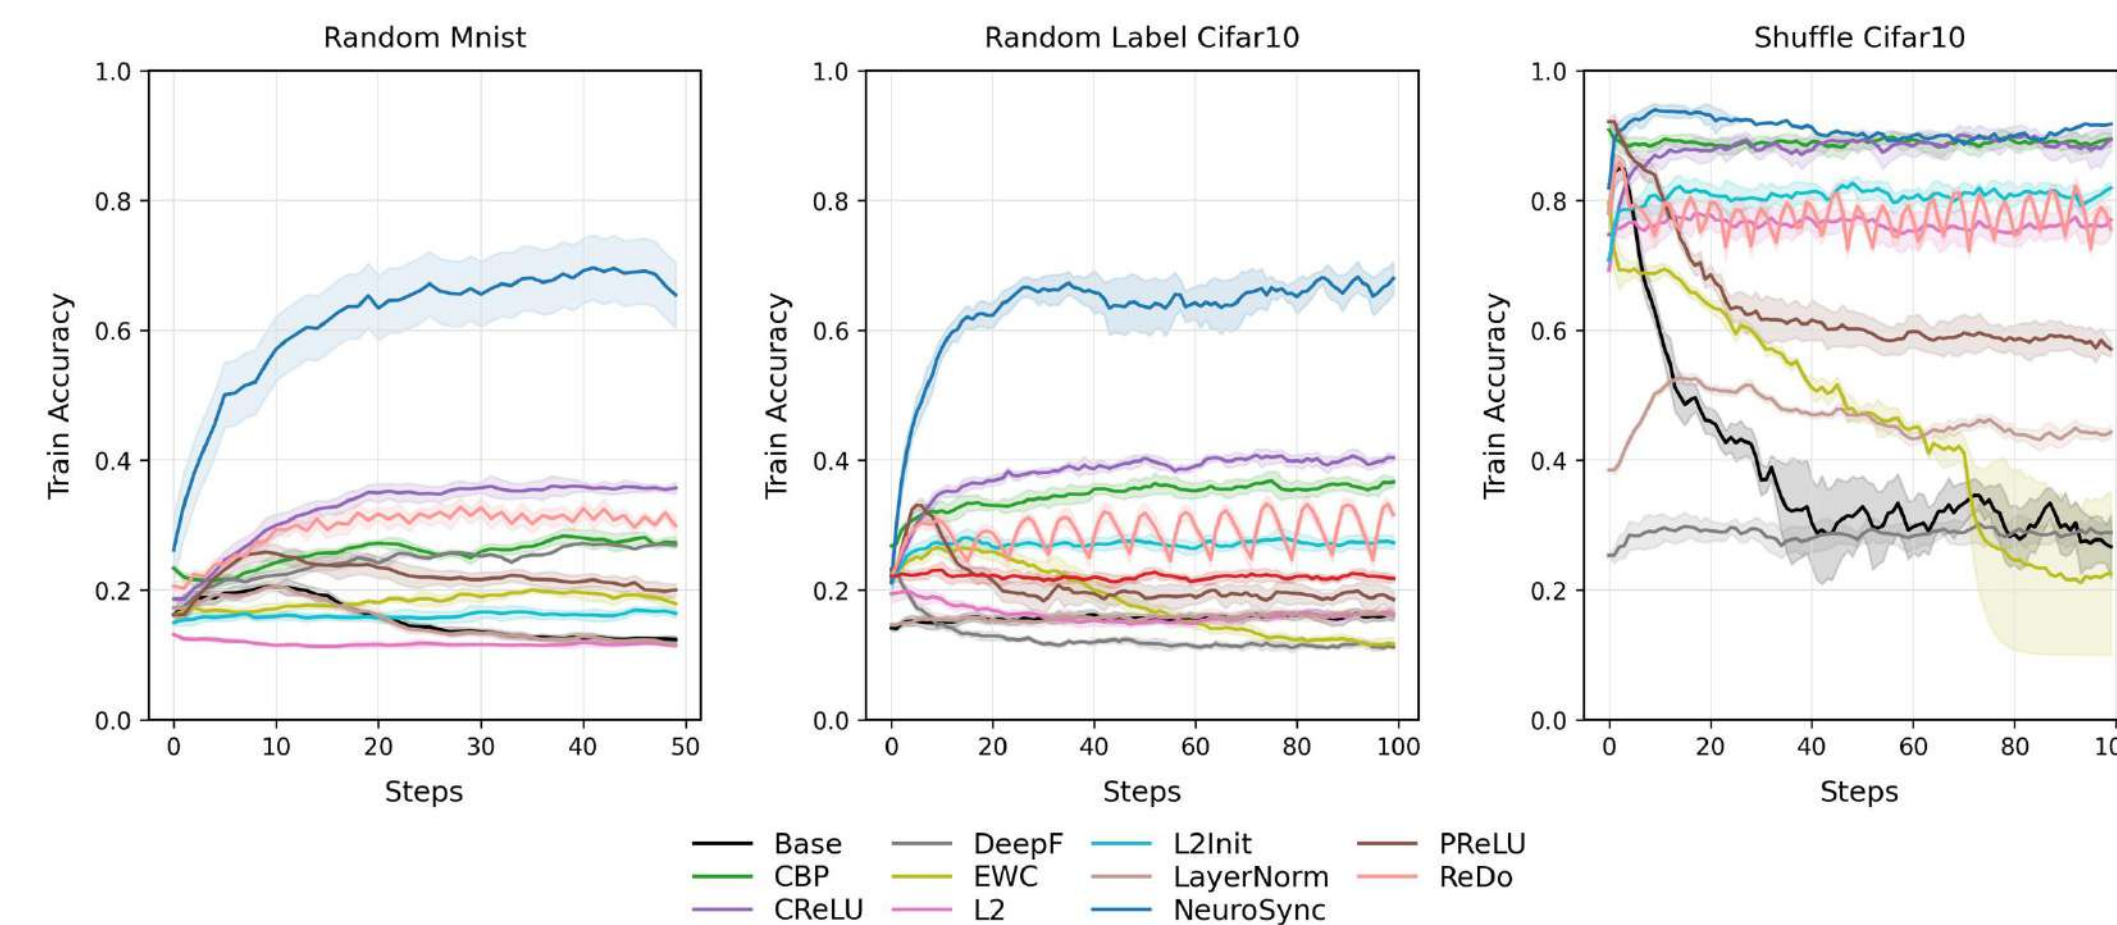 Random Mnist
Random Label Cifar10
Shuffle Cifar10
Train Accuracy
1.0
0.8
0.6
0.4
0.2
0.0
0 10 20 30 40 50
Steps
Train Accuracy
1.0
0.8
0.6
0.4
0.2
0.0
0 20 40 60 80 100
Steps
Train Accuracy
1.0
0.8
0.6
0.4
0.2
0.0
0 20 40 60 80 10
Steps
Base DeepF L2Init PReLU
CBP EWC LayerNorm ReDo
CReLU L2 NeuroSync